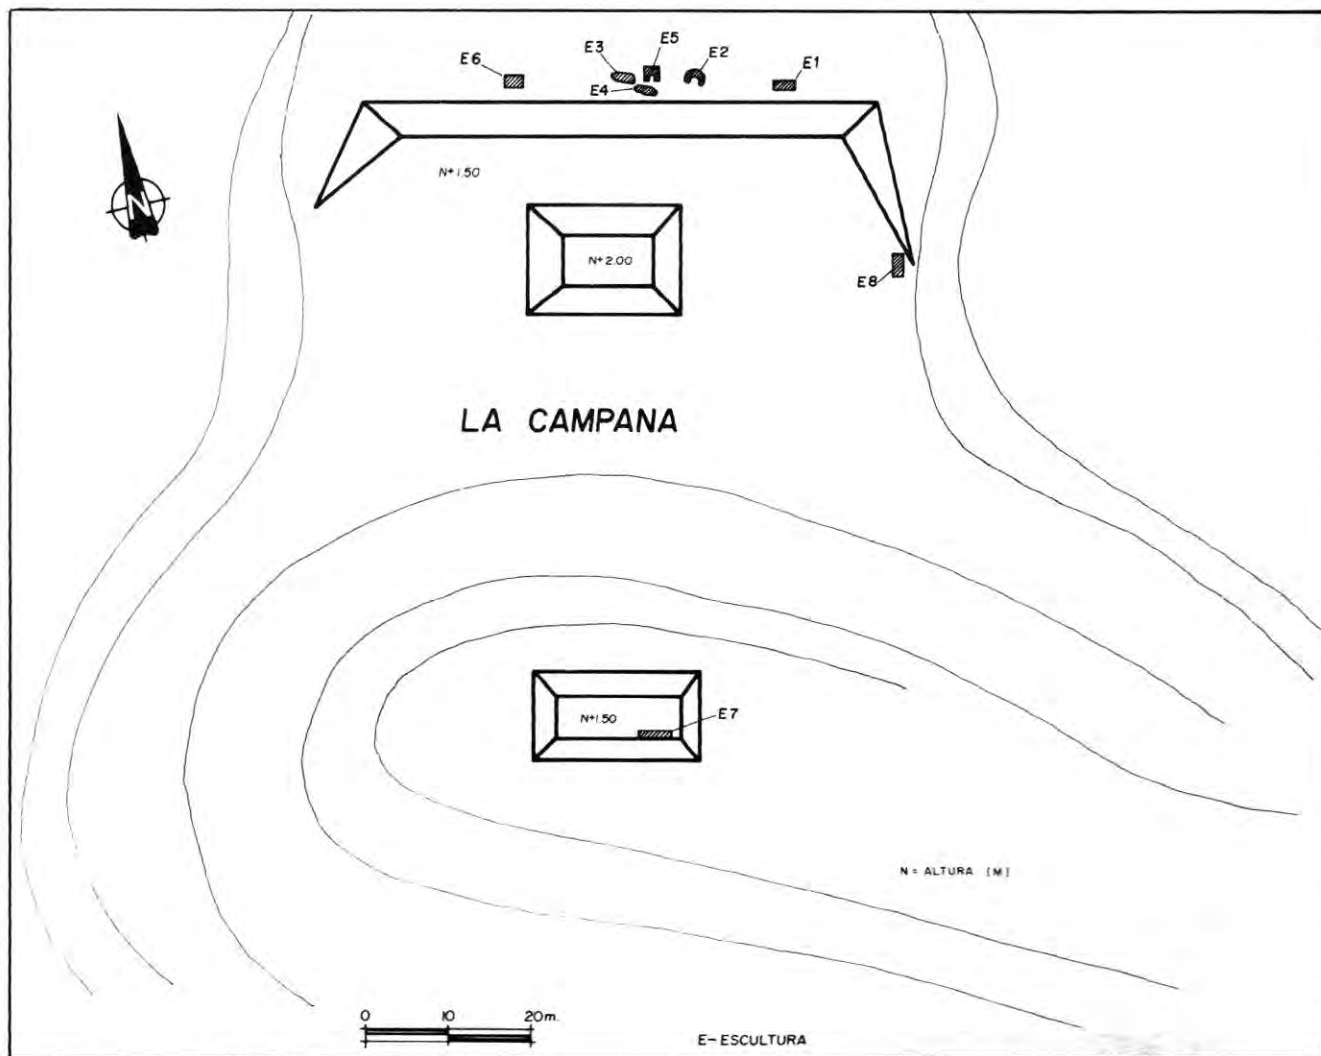 E6
E3
E5
E2
E1
E4
N
N+1.50
N+2.00
E8
LA CAMPANA
N+1.50
E7
N = ALTURA [M]
0 10 20m.
E-ESCULTURA